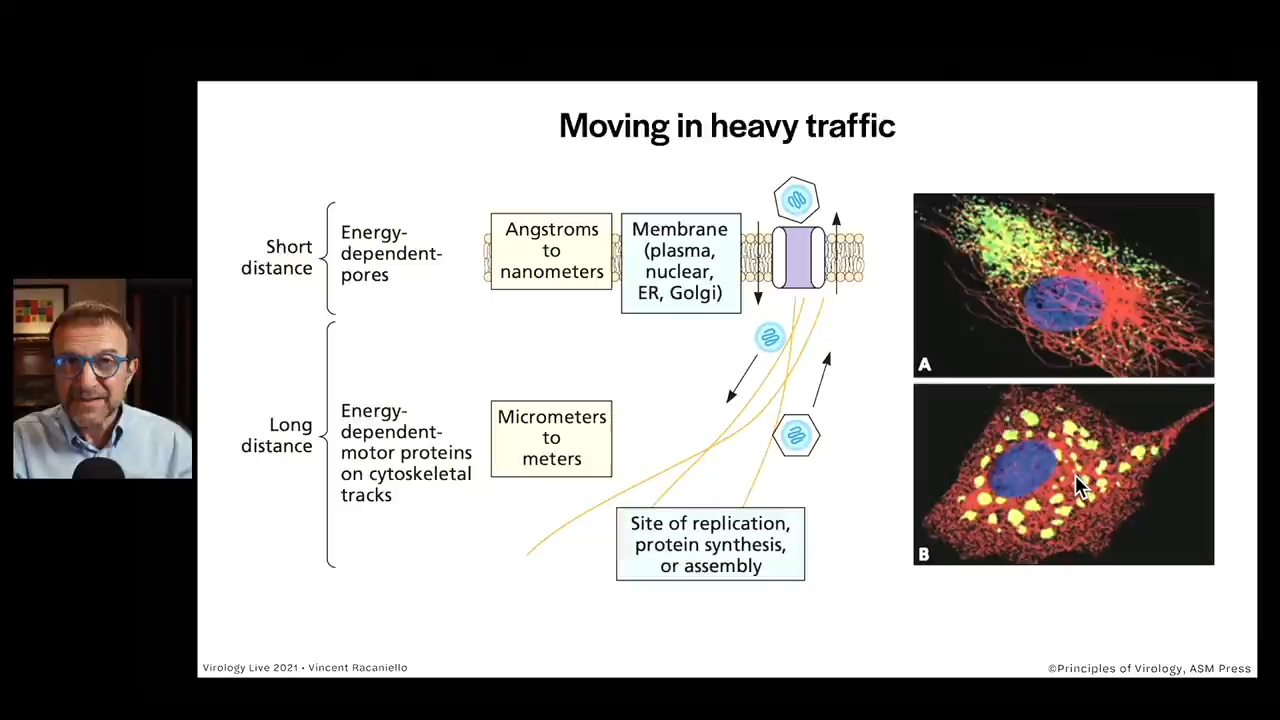 Moving in heavy traffic
Short
distance
Energy-
dependent-
pores
Angstroms
to
nanometers
Membrane
(plasma,
nuclear,
ER, Golgi)
Long
distance
Energy-
dependent-
motor proteins
on cytoskeletal
tracks
Micrometers
to
meters
Site of replication,
protein synthesis,
or assembly
A
B
Virology Live 2021 • Vincent Racaniello
©Principles of Virology, ASM Press